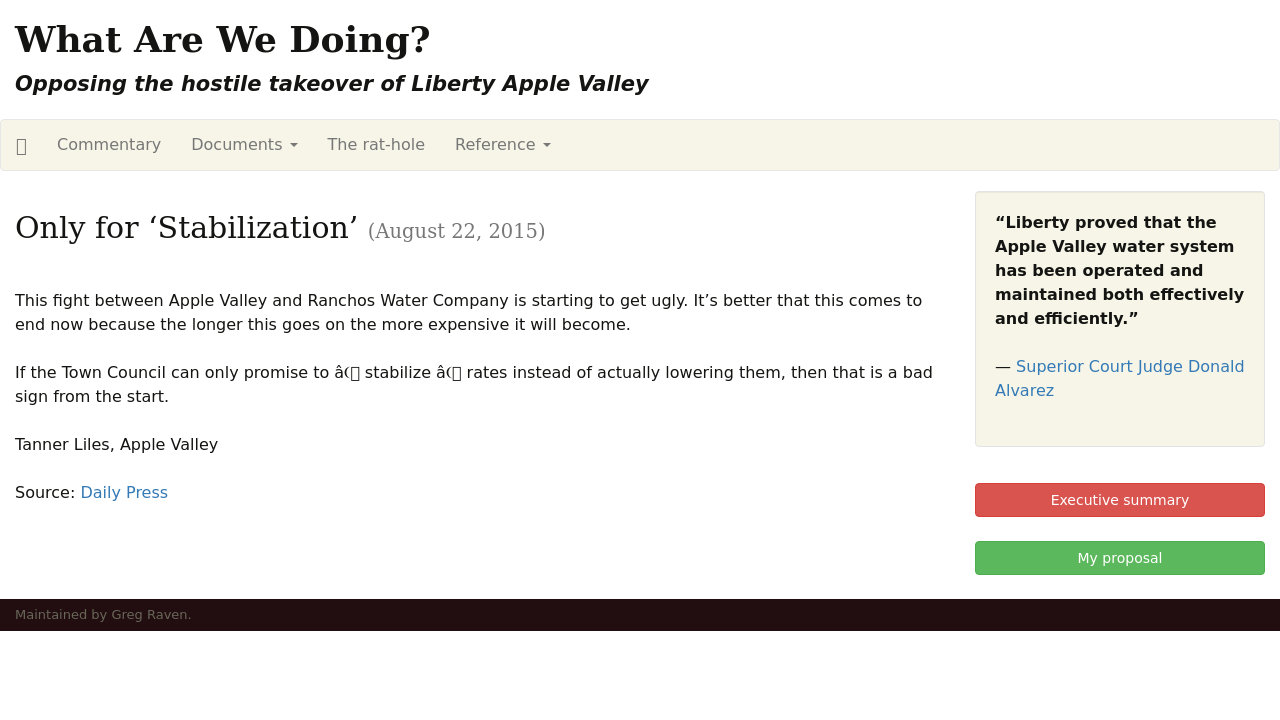 What Are We Doing?
Opposing the hostile takeover of Liberty Apple Valley
Commentary Documents The rat-hole Reference
Only for ‘Stabilization’ (August 22, 2015)
This fight between Apple Valley and Ranchos Water Company is starting to get ugly. It’s better that this comes to
end now because the longer this goes on the more expensive it will become.
If the Town Council can only promise to stabilize rates instead of actually lowering them, then that is a bad
sign from the start.
Tanner Liles, Apple Valley
Source: Daily Press
“Liberty proved that the
Apple Valley water system
has been operated and
maintained both effectively
and efficiently.”
— Superior Court Judge Donald
Alvarez
Executive summary
My proposal
Maintained by Greg Raven.